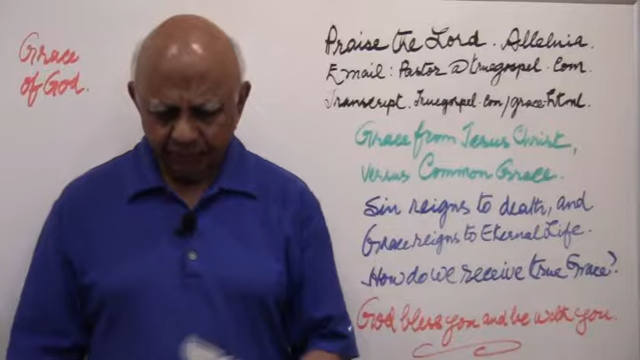 Grace
of God.
Praise the Lord. Alleluia.
Email: Pastor@truegospel.com.
Transcript. Truegospel.com/grace.html.
Grace from Jesus Christ,
versus Common Grace.
Sin reigns to death, and
Grace reigns to Eternal Life.
How do we receive true Grace?
God bless you and be with you.